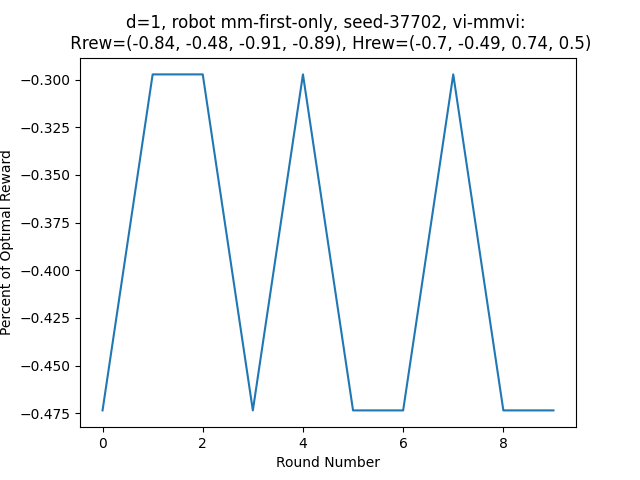 d=1, robot mm-first-only, seed-37702, vi-mmvi:
Rrew=(-0.84, -0.48, -0.91, -0.89), Hrew=(-0.7, -0.49, 0.74, 0.5)
−0.300
−0.325
−0.350
−0.375
−0.400
−0.425
−0.450
−0.475
Percent of Optimal Reward
0 2 4 6 8
Round Number